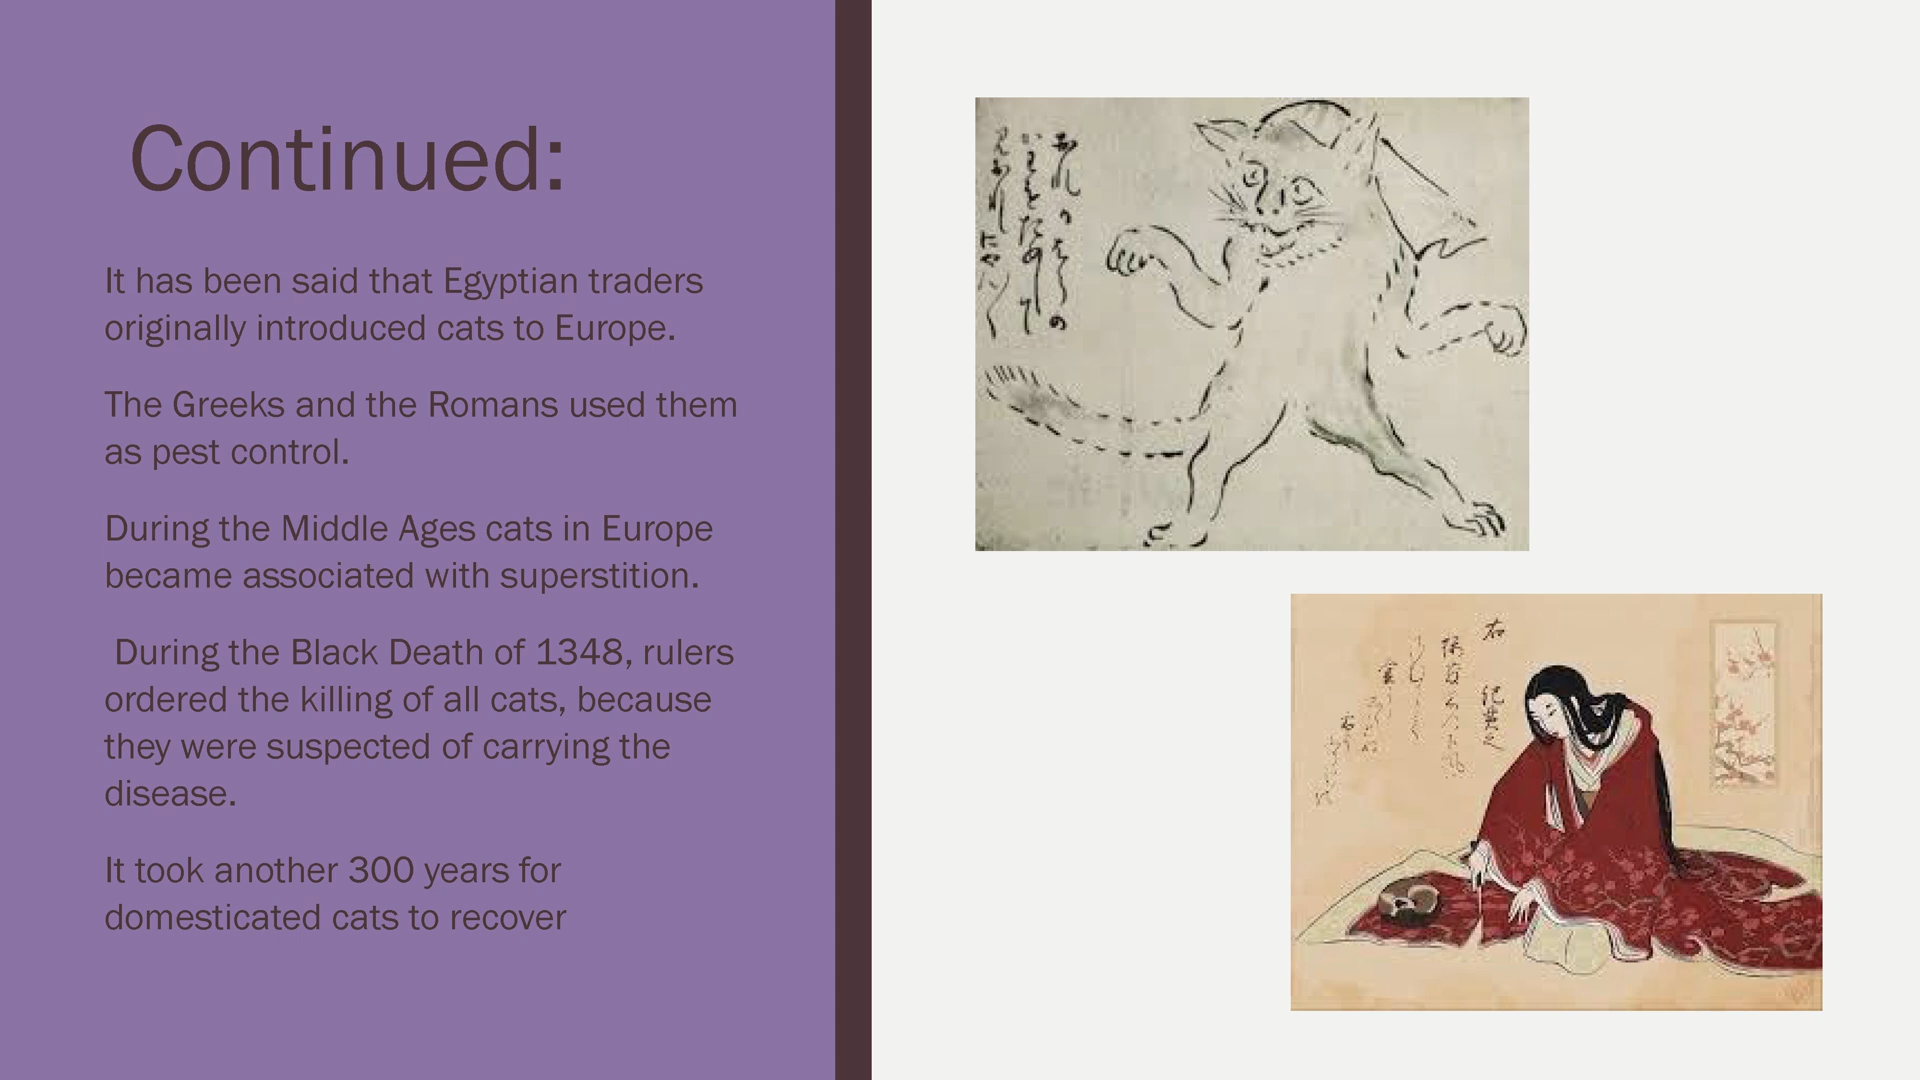 Continued:
It has been said that Egyptian traders
originally introduced cats to Europe.
The Greeks and the Romans used them
as pest control.
During the Middle Ages cats in Europe
became associated with superstition.
During the Black Death of 1348, rulers
ordered the killing of all cats, because
they were suspected of carrying the
disease.
It took another 300 years for
domesticated cats to recover
右